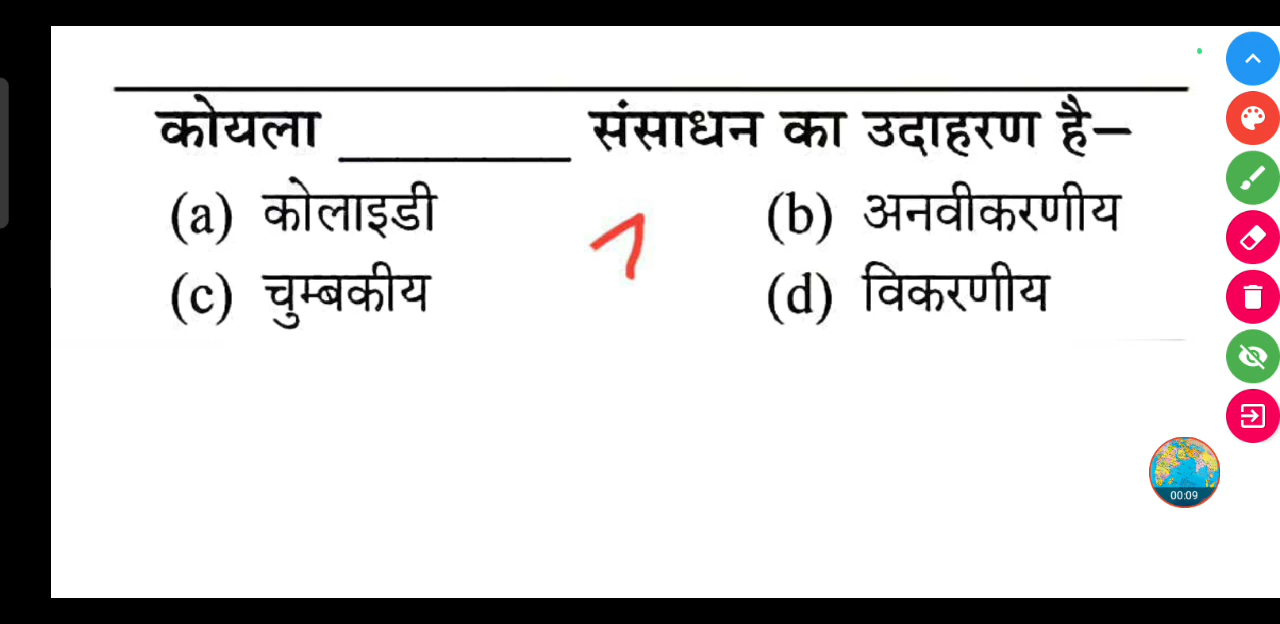 कोयला ________ संसाधन का उदाहरण है–
(a) कोलाइडी (b) अनवीकरणीय
(c) चुम्बकीय (d) विकरणीय
00:09